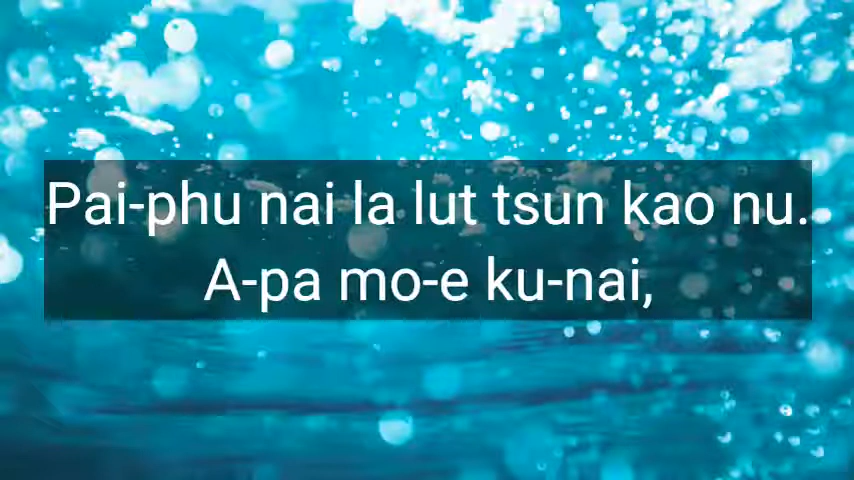 Pai-phu nai la lut tsun kao nu.
A-pa mo-e ku-nai,